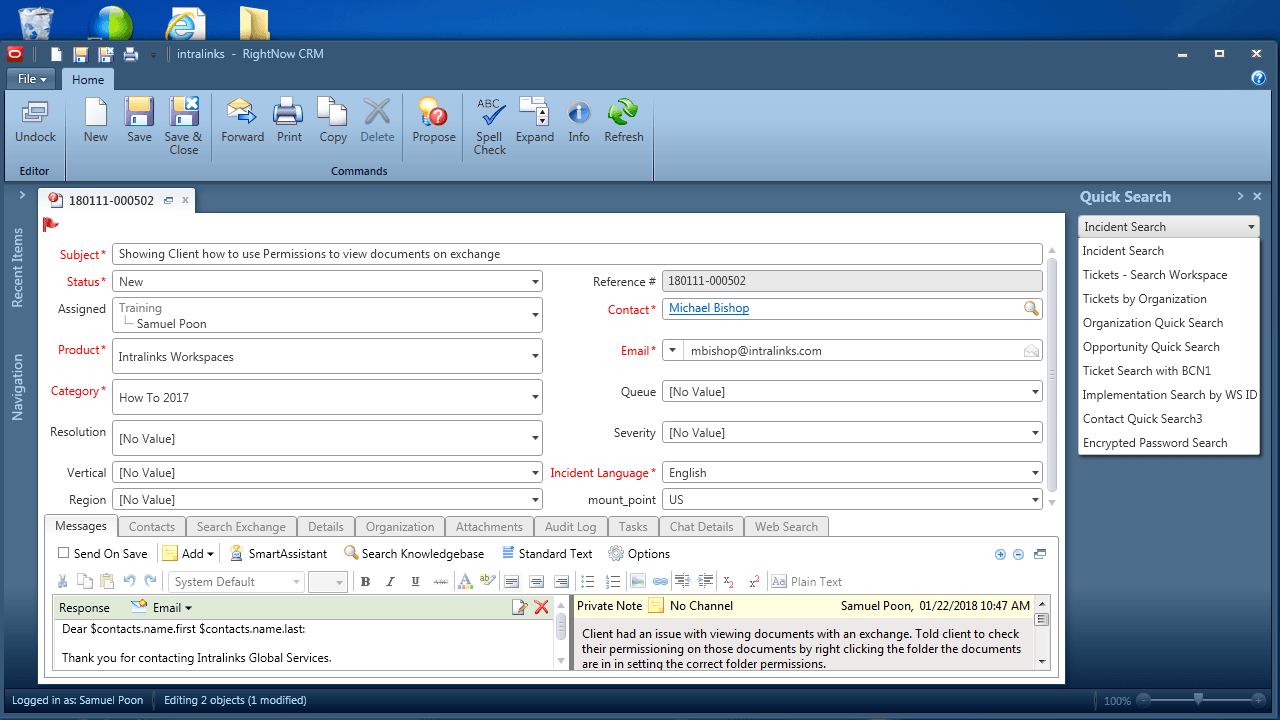 intralinks - RightNow CRM
File
Home
Undock
New
Save
Save & Close
Forward
Print
Copy
Delete
Propose
ABC
Spell Check
Expand
Info
Refresh
Editor
Commands
180111-000502
Recent Items
Navigation
Subject*
Showing Client how to use Permissions to view documents on exchange
Status*
New
Reference #
180111-000502
Assigned
Training
Samuel Poon
Contact*
Michael Bishop
Product*
Intralinks Workspaces
Email*
mbishop@intralinks.com
Category*
How To 2017
Queue
[No Value]
Resolution
[No Value]
Severity
[No Value]
Vertical
[No Value]
Incident Language*
English
Region
[No Value]
mount_point
US
Messages
Contacts
Search Exchange
Details
Organization
Attachments
Audit Log
Tasks
Chat Details
Web Search
Send On Save
Add
SmartAssistant
Search Knowledgebase
Standard Text
Options
System Default
B
I
U
Plain Text
Response
Email
Dear $contacts.name.first $contacts.name.last:
Thank you for contacting Intralinks Global Services.
Private Note
No Channel
Samuel Poon, 01/22/2018 10:47 AM
Client had an issue with viewing documents with an exchange. Told client to check
their permissioning on those documents by right clicking the folder the documents
are in in setting the correct folder permissions.
Quick Search
Incident Search
Incident Search
Tickets - Search Workspace
Tickets by Organization
Organization Quick Search
Opportunity Quick Search
Ticket Search with BCN1
Implementation Search by WS ID
Contact Quick Search3
Encrypted Password Search
Logged in as: Samuel Poon
Editing 2 objects (1 modified)
100%